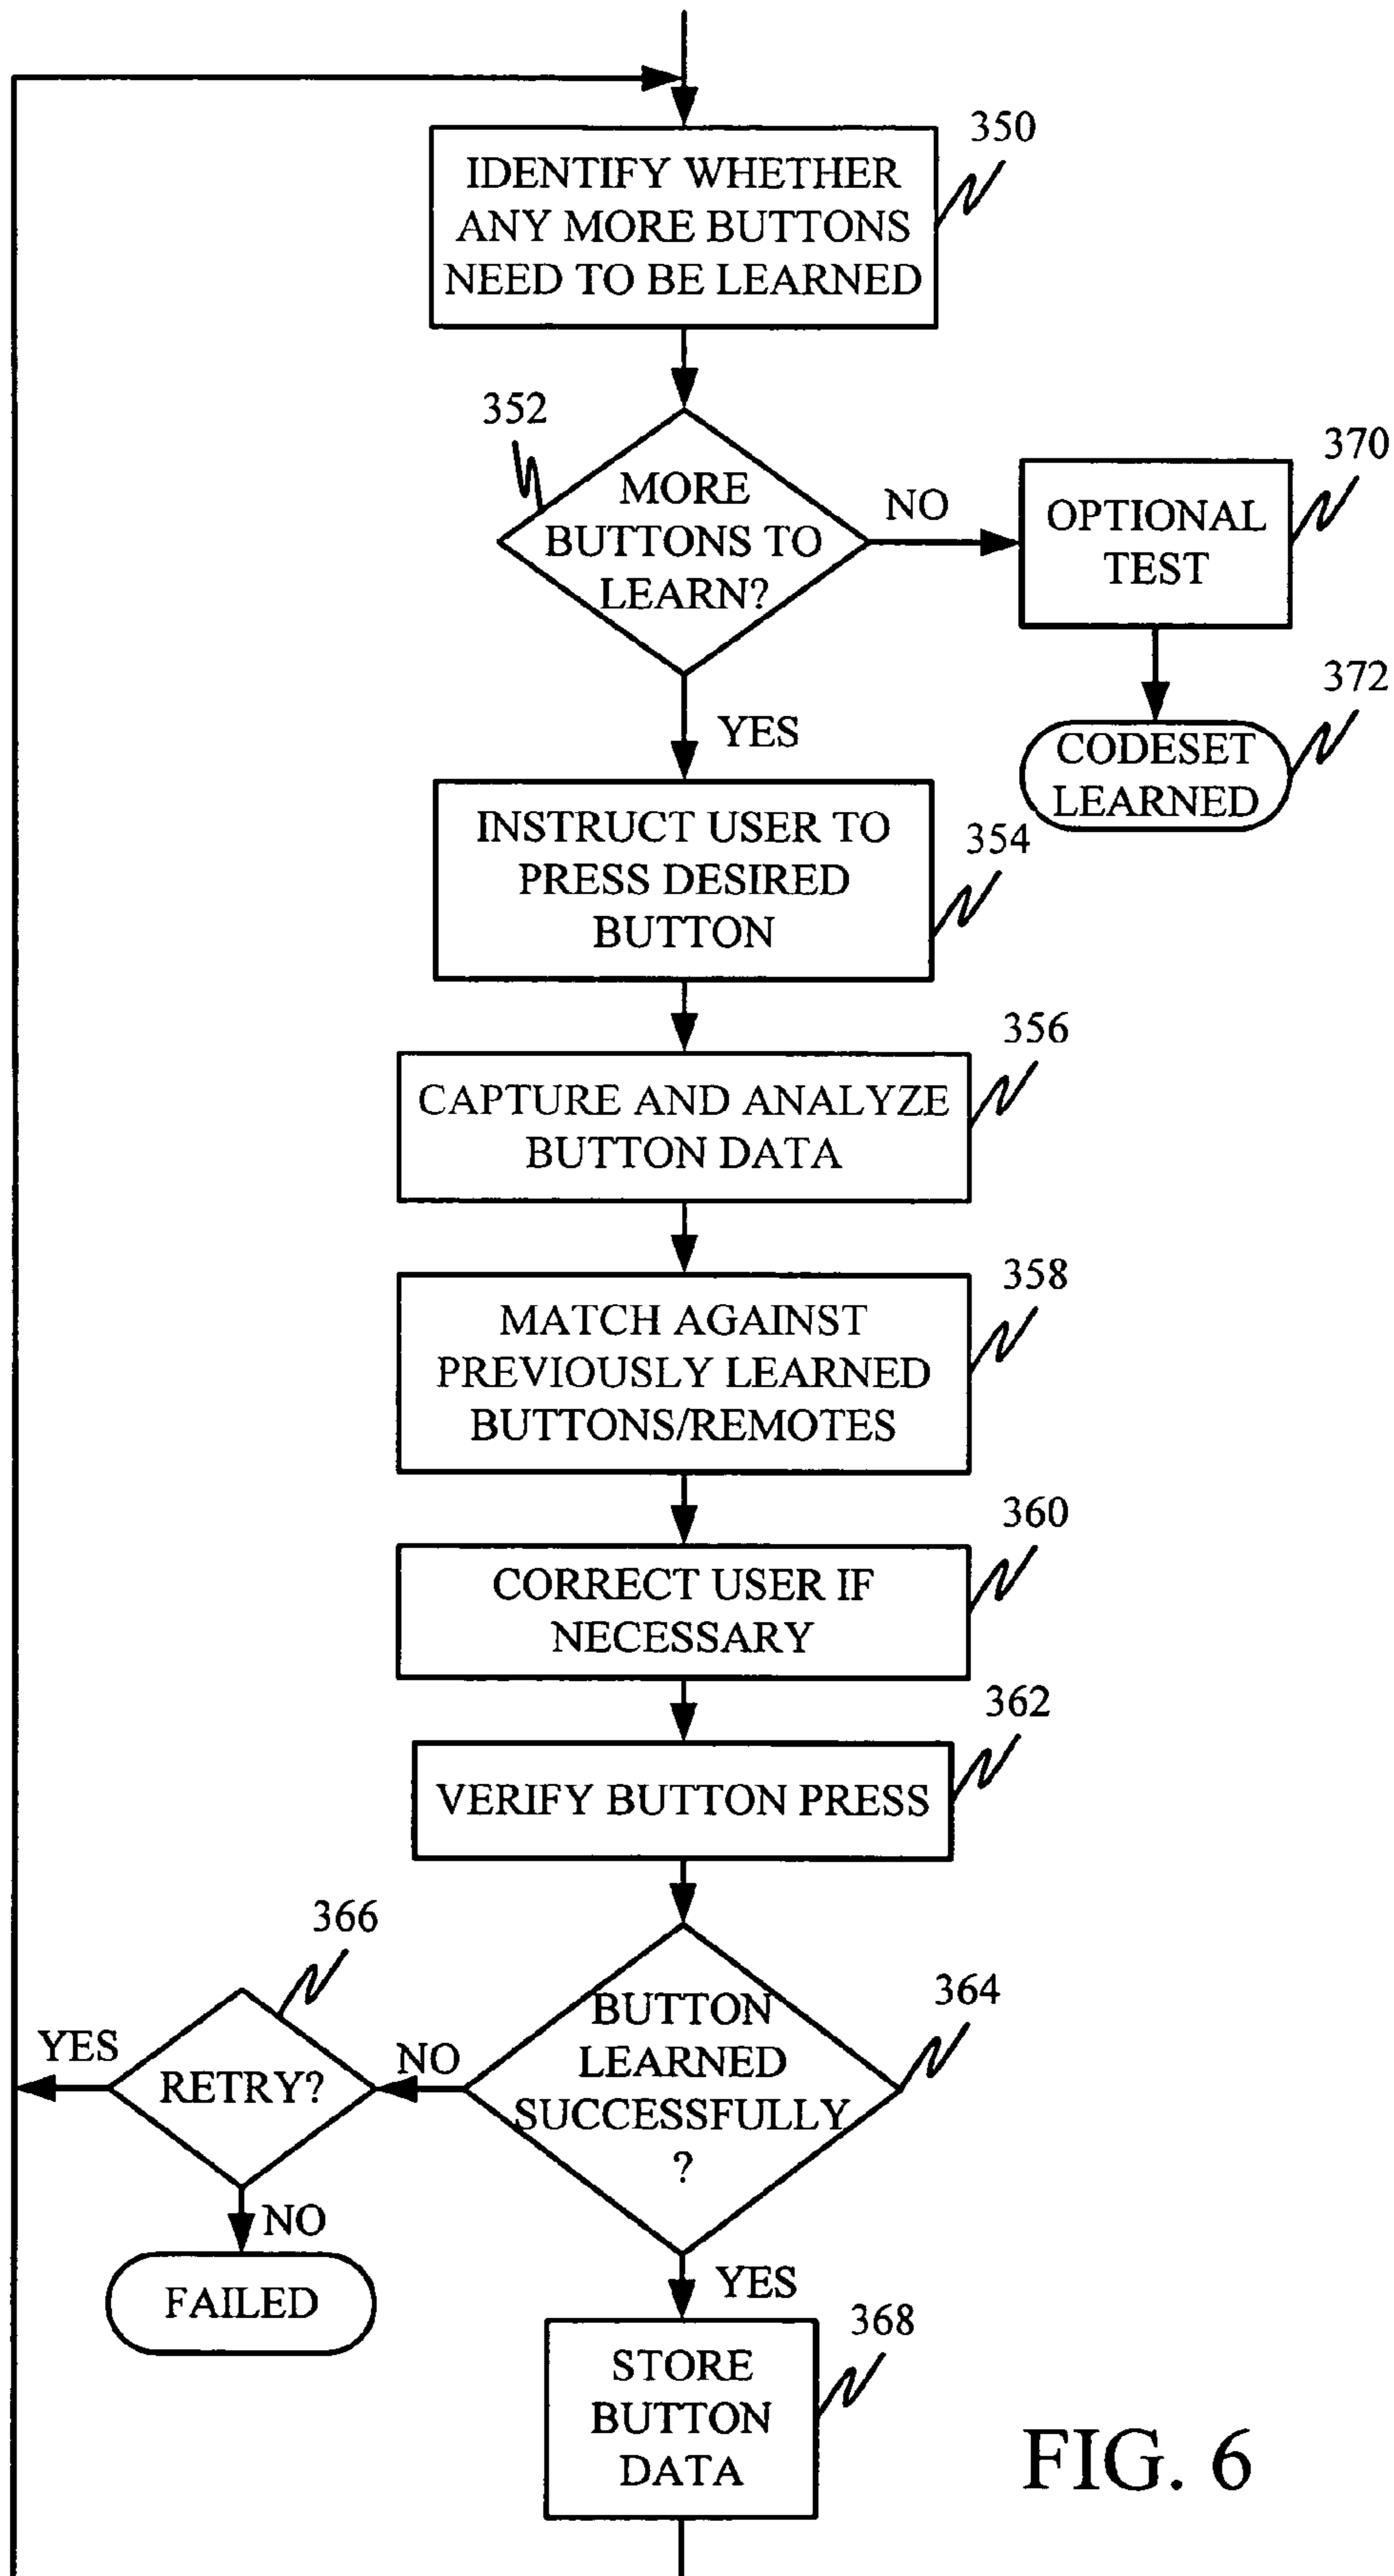 350
IDENTIFY WHETHER
ANY MORE BUTTONS
NEED TO BE LEARNED
352
MORE
BUTTONS TO
LEARN?
NO
370
OPTIONAL
TEST
372
CODESET
LEARNED
YES
INSTRUCT USER TO
PRESS DESIRED
BUTTON
354
356
CAPTURE AND ANALYZE
BUTTON DATA
358
MATCH AGAINST
PREVIOUSLY LEARNED
BUTTONS/REMOTES
360
CORRECT USER IF
NECESSARY
362
VERIFY BUTTON PRESS
364
BUTTON
LEARNED
SUCCESSFULLY
?
NO
366
RETRY?
YES
NO
FAILED
YES
368
STORE
BUTTON
DATA
FIG. 6